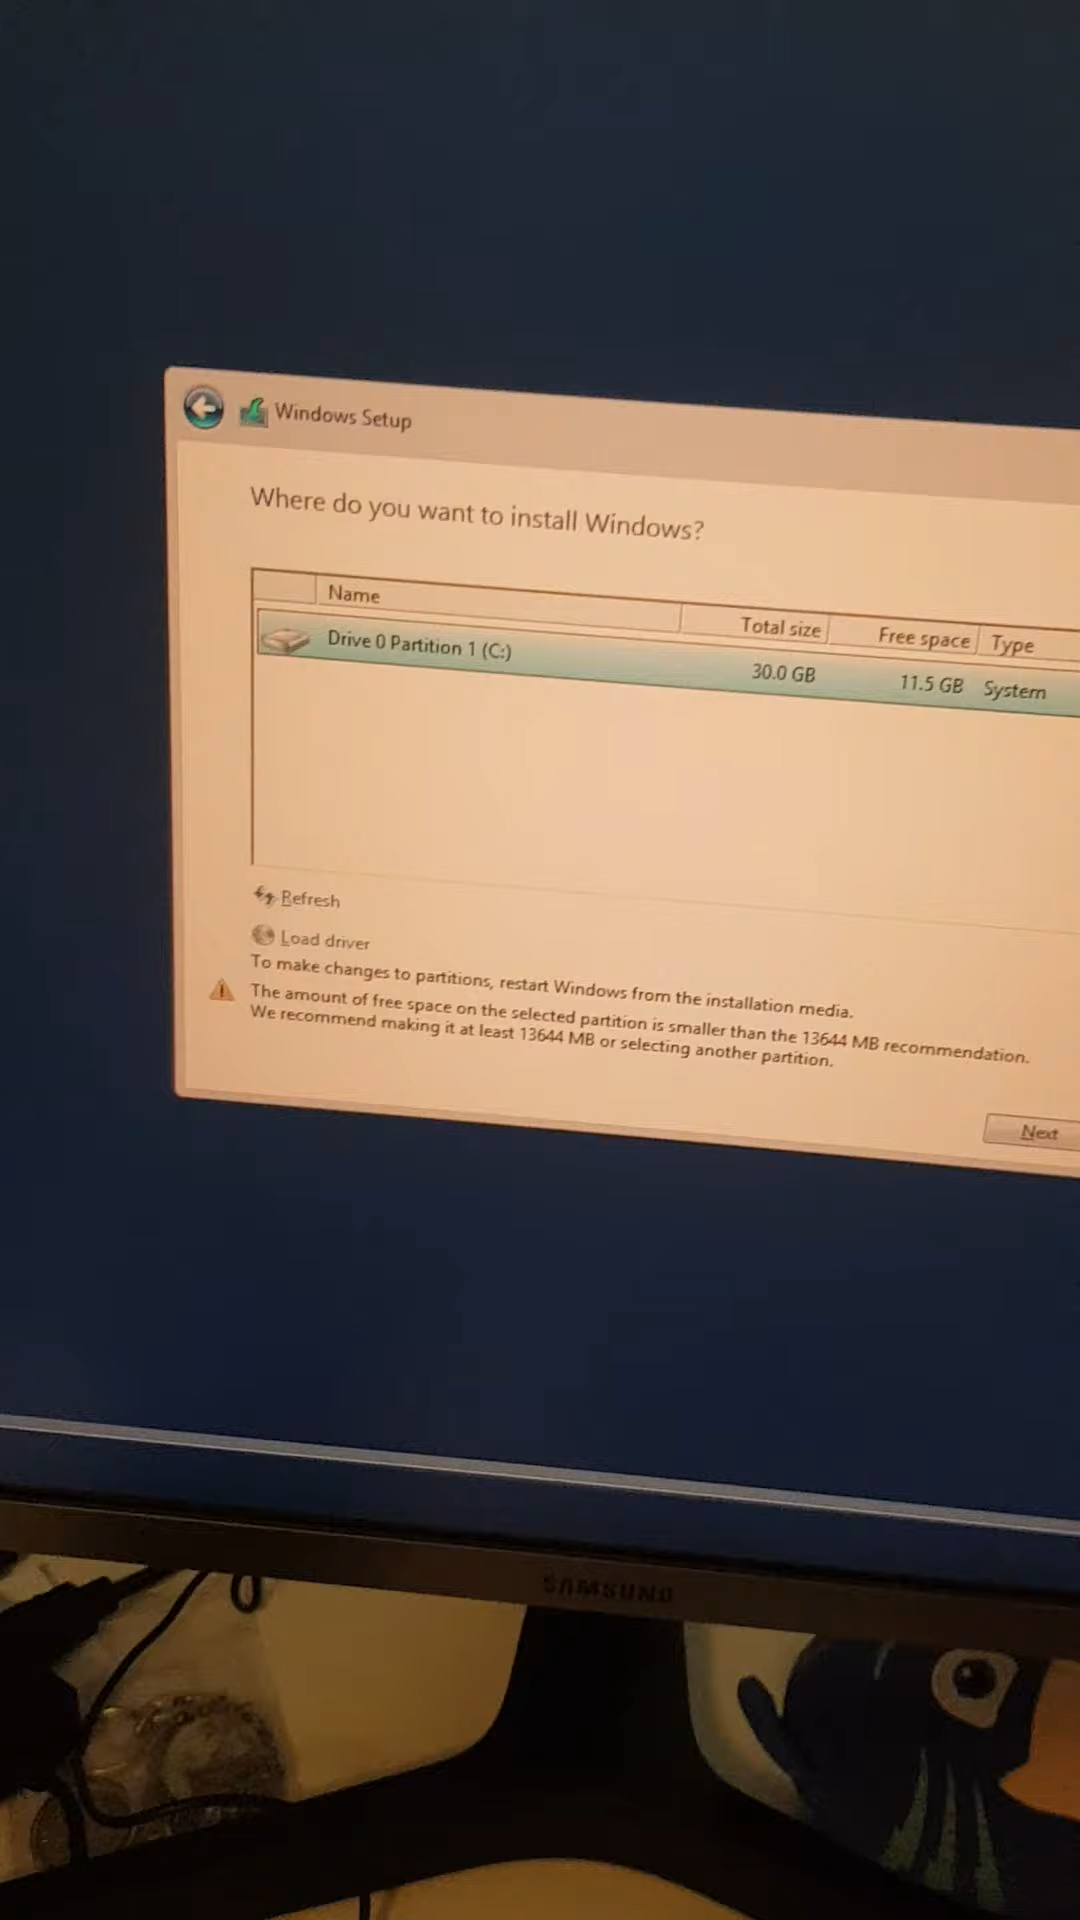 Windows Setup
Where do you want to install Windows?
Name Total size Free space Type
Drive 0 Partition 1 (C:) 30.0 GB 11.5 GB System
Refresh
Load driver
To make changes to partitions, restart Windows from the installation media.
The amount of free space on the selected partition is smaller than the 13644 MB recommendation.
We recommend making it at least 13644 MB or selecting another partition.
Next
SAMSUNG